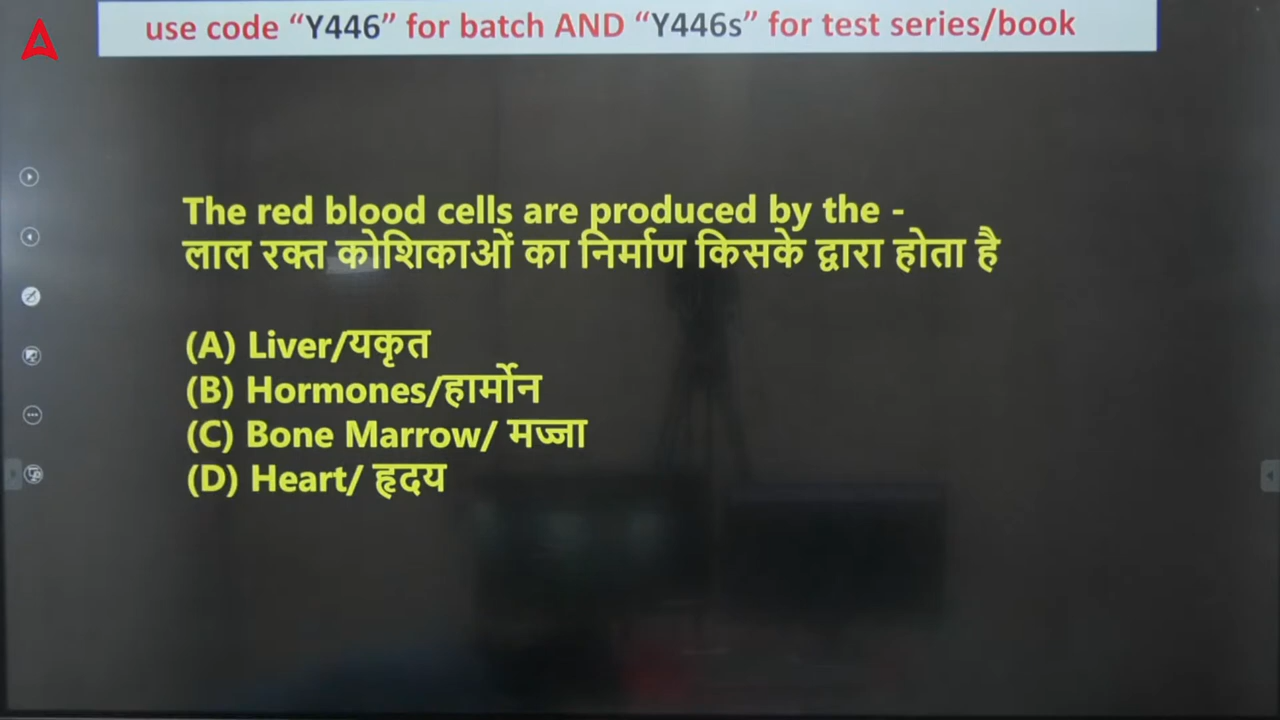 use code “Y446” for batch AND “Y446s” for test series/book
The red blood cells are produced by the -
लाल रक्त कोशिकाओं का निर्माण किसके द्वारा होता है
(A) Liver/यकृत
(B) Hormones/हार्मोन
(C) Bone Marrow/ मज्जा
(D) Heart/ हृदय